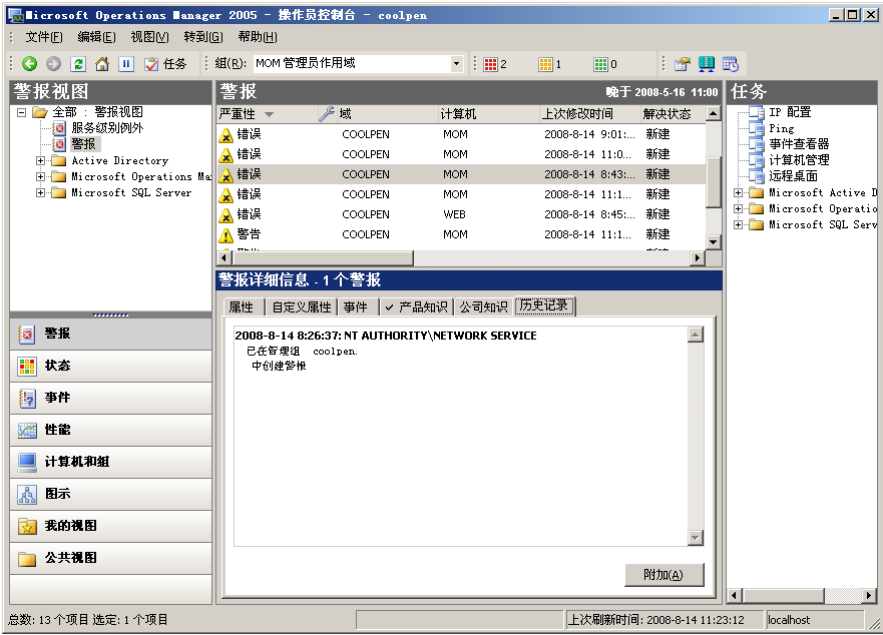 Microsoft Operations Manager 2005 - 操作员控制台 - coolpen
文件(F) 编辑(E) 视图(V) 转到(G) 帮助(H)
任务 组(R): MOM 管理员作用域 2 1 0
警报视图
全部 : 警报视图
服务级别例外
警报
Active Directory
Microsoft Operations Ma
Microsoft SQL Server
警报 晚于 2008-5-16 11:00
严重性 域 计算机 上次修改时间 解决状态
错误 COOLPEN MOM 2008-8-14 9:01:... 新建
错误 COOLPEN MOM 2008-8-14 11:0... 新建
错误 COOLPEN MOM 2008-8-14 8:43:... 新建
错误 COOLPEN MOM 2008-8-14 11:1... 新建
错误 COOLPEN WEB 2008-8-14 8:45:... 新建
警告 COOLPEN MOM 2008-8-14 11:1... 新建
任务
IP 配置
Ping
事件查看器
计算机管理
远程桌面
Microsoft Active D
Microsoft Operatio
Microsoft SQL Serv
警报详细信息 - 1 个警报
属性 自定义属性 事件 产品知识 公司知识 历史记录
2008-8-14 8:26:37: NT AUTHORITY\NETWORK SERVICE
已在管理组 coolpen.
中创建警报
附加(A)
警报
状态
事件
性能
计算机和组
图示
我的视图
公共视图
总数: 13 个项目 选定: 1 个项目
上次刷新时间: 2008-8-14 11:23:12
localhost